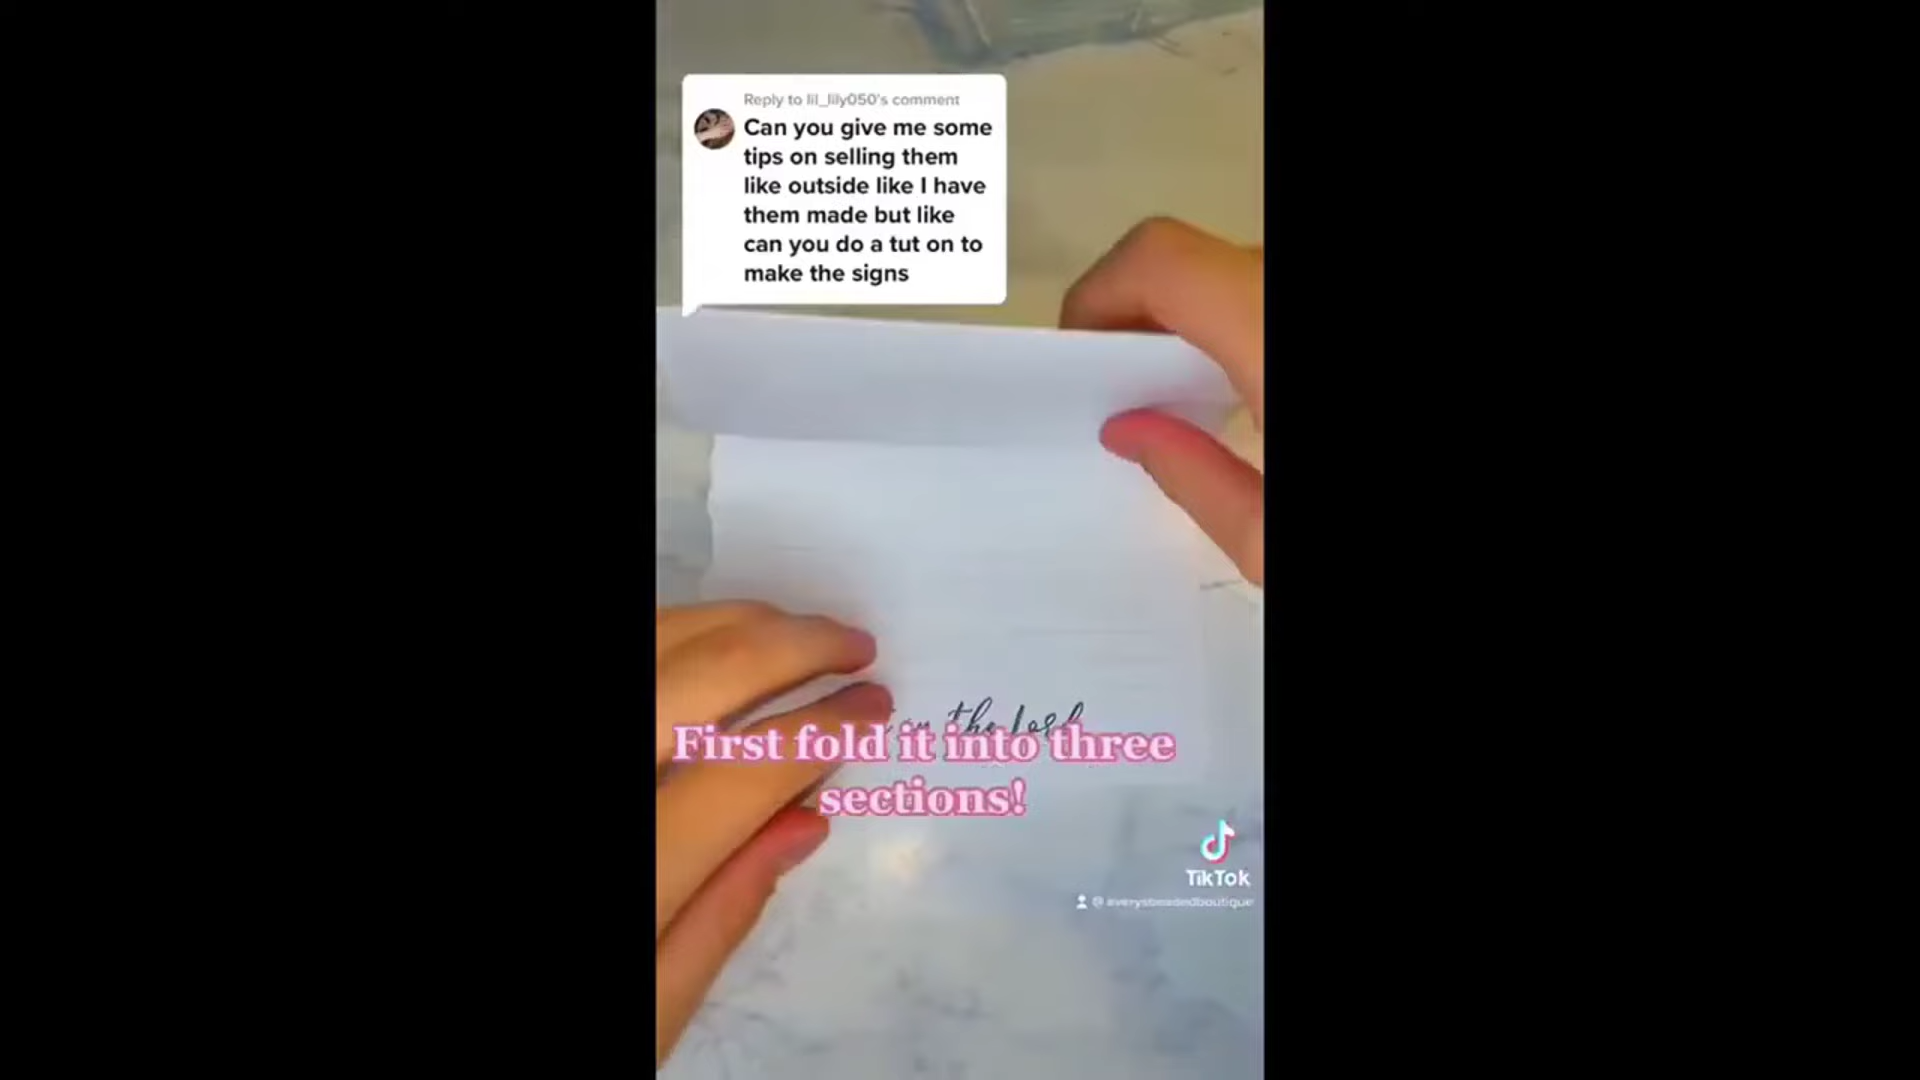 Reply to lil_lily050's comment
Can you give me some
tips on selling them
like outside like I have
them made but like
can you do a tut on to
make the signs
the Lord
First fold it into three
sections!
TikTok
@averysbeadedboutique